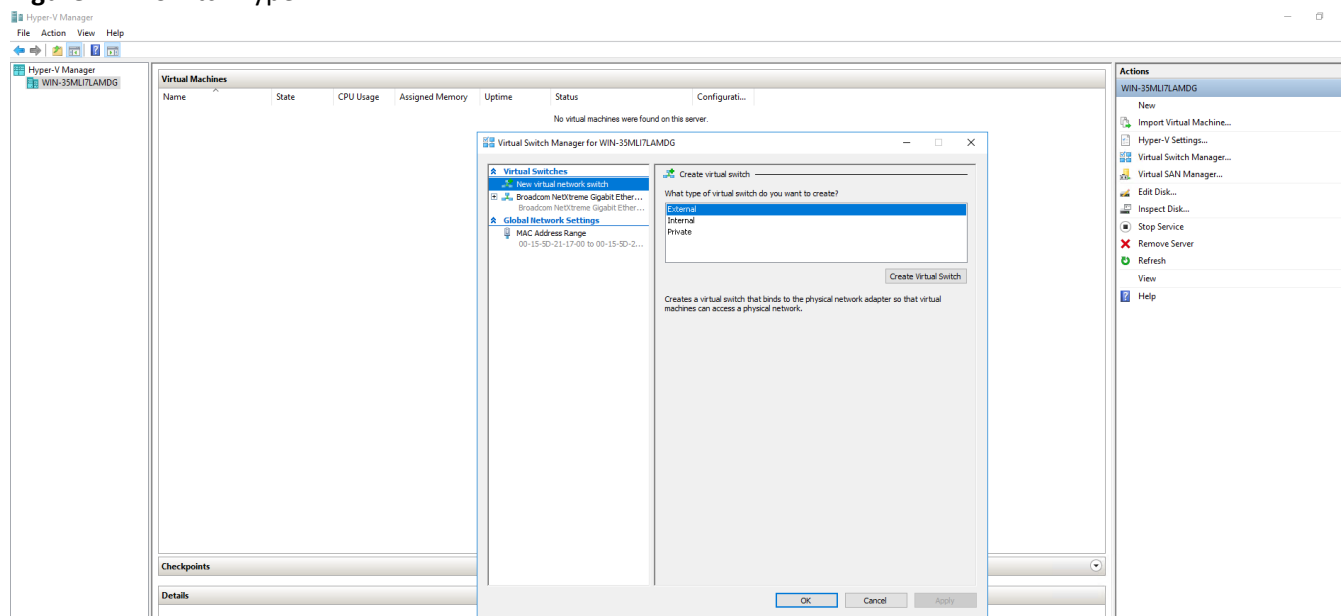 Hyper-V Manager
File Action View Help
Hyper-V Manager
WIN-35MLI7LAMDG
Virtual Machines
Name State CPU Usage Assigned Memory Uptime Status Configurati...
No virtual machines were found on this server.
Virtual Switch Manager for WIN-35MLI7LAMDG
Virtual Switches
New virtual network switch
Broadcom NetXtreme Gigabit Ether...
Broadcom NetXtreme Gigabit Ether...
Global Network Settings
MAC Address Range
00-15-5D-21-17-00 to 00-15-5D-2...
Create virtual switch
What type of virtual switch do you want to create?
External
Internal
Private
Create Virtual Switch
Creates a virtual switch that binds to the physical network adapter so that virtual
machines can access a physical network.
OK Cancel Apply
Checkpoints
Details
Actions
WIN-35MLI7LAMDG
New
Import Virtual Machine...
Hyper-V Settings...
Virtual Switch Manager...
Virtual SAN Manager...
Edit Disk...
Inspect Disk...
Stop Service
Remove Server
Refresh
View
Help